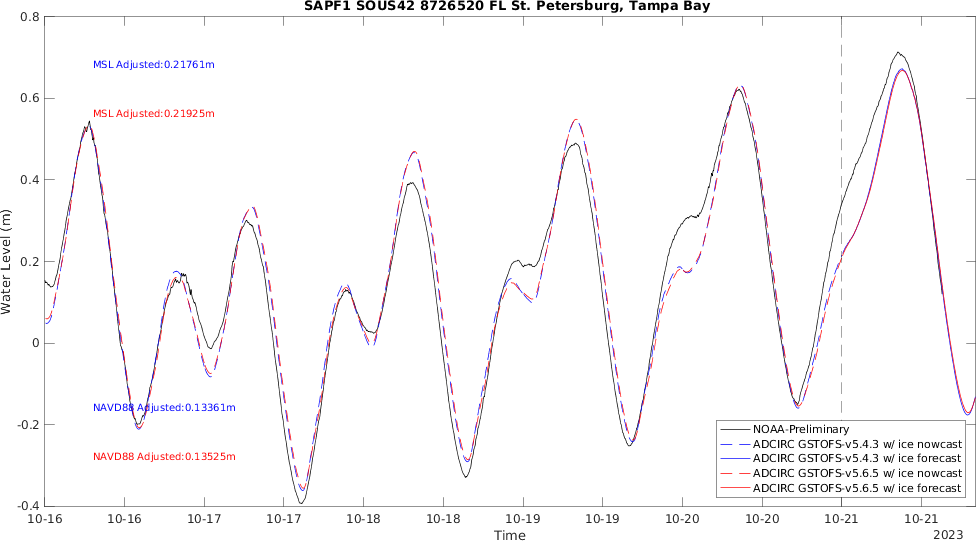 SAPF1 SOUS42 8726520 FL St. Petersburg, Tampa Bay
0.8
0.6
0.4
0.2
0
-0.2
-0.4
Water Level (m)
MSL Adjusted:0.21761m
MSL Adjusted:0.21925m
NAVD88 Adjusted:0.13361m
NAVD88 Adjusted:0.13525m
NOAA-Preliminary
ADCIRC GSTOFS-v5.4.3 w/ ice nowcast
ADCIRC GSTOFS-v5.4.3 w/ ice forecast
ADCIRC GSTOFS-v5.6.5 w/ ice nowcast
ADCIRC GSTOFS-v5.6.5 w/ ice forecast
10-16 10-16 10-17 10-17 10-18 10-18 10-19 10-19 10-20 10-20 10-21 10-21
Time
2023